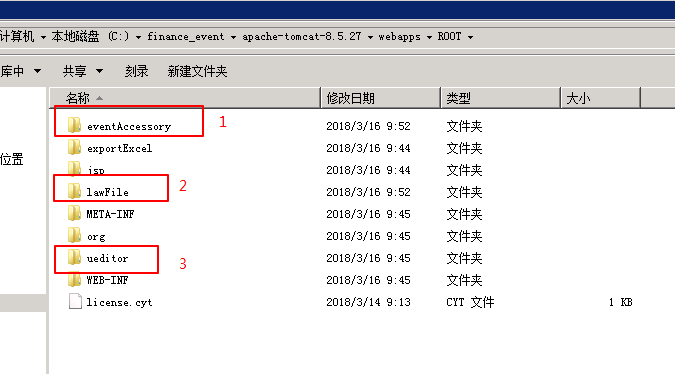 计算机 ▾ 本地磁盘 (C:) ▾ finance_event ▾ apache-tomcat-8.5.27 ▾ webapps ▾ ROOT ▾
库中 ▾ 共享 ▾ 刻录 新建文件夹
名称 修改日期 类型 大小
eventAccessory 2018/3/16 9:52 文件夹
1
exportExcel 2018/3/16 9:44 文件夹
jsp 2018/3/16 9:44 文件夹
位置
lawFile 2018/3/16 9:52 文件夹
2
META-INF 2018/3/16 9:45 文件夹
org 2018/3/16 9:45 文件夹
ueditor 2018/3/16 9:45 文件夹
3
WEB-INF 2018/3/16 9:45 文件夹
license.cyt 2018/3/14 9:13 CYT 文件 1 KB